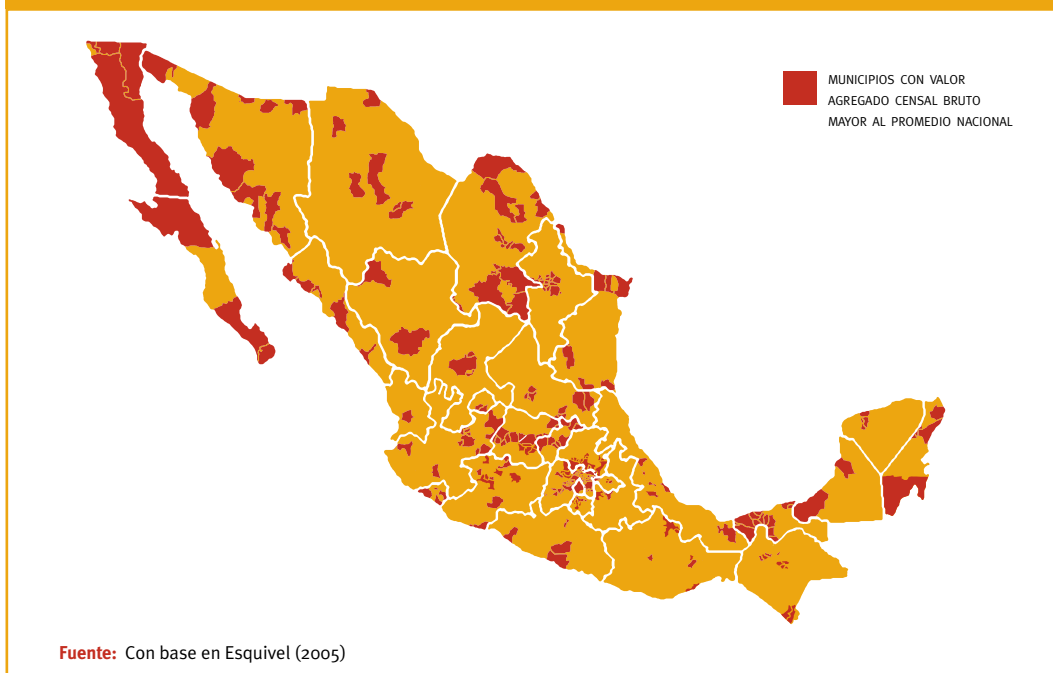 MUNICIPIOS CON VALOR
AGREGADO CENSAL BRUTO
MAYOR AL PROMEDIO NACIONAL
Fuente: Con base en Esquivel (2005)